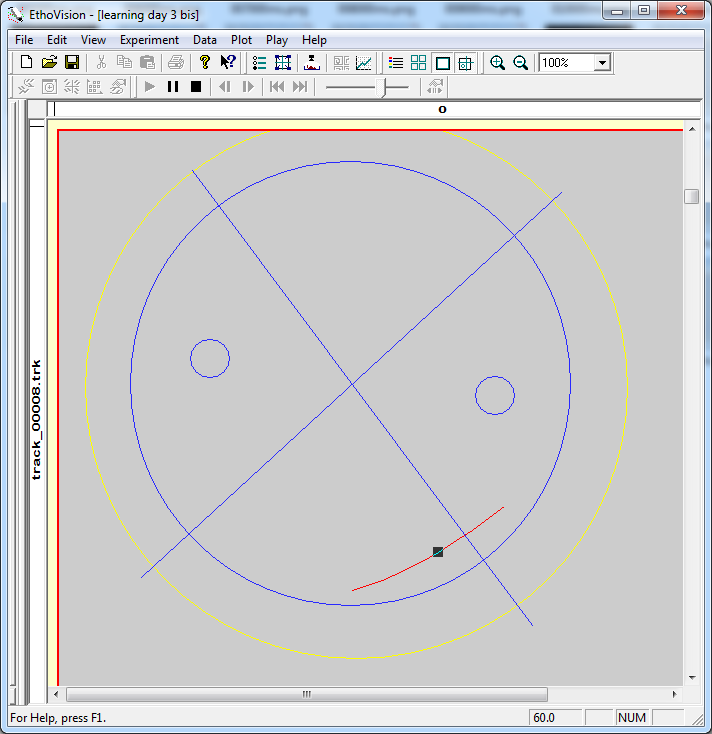 EthoVision - [learning day 3 bis]
File Edit View Experiment Data Plot Play Help
100%
o
track_00008.trk
For Help, press F1.
60.0
NUM